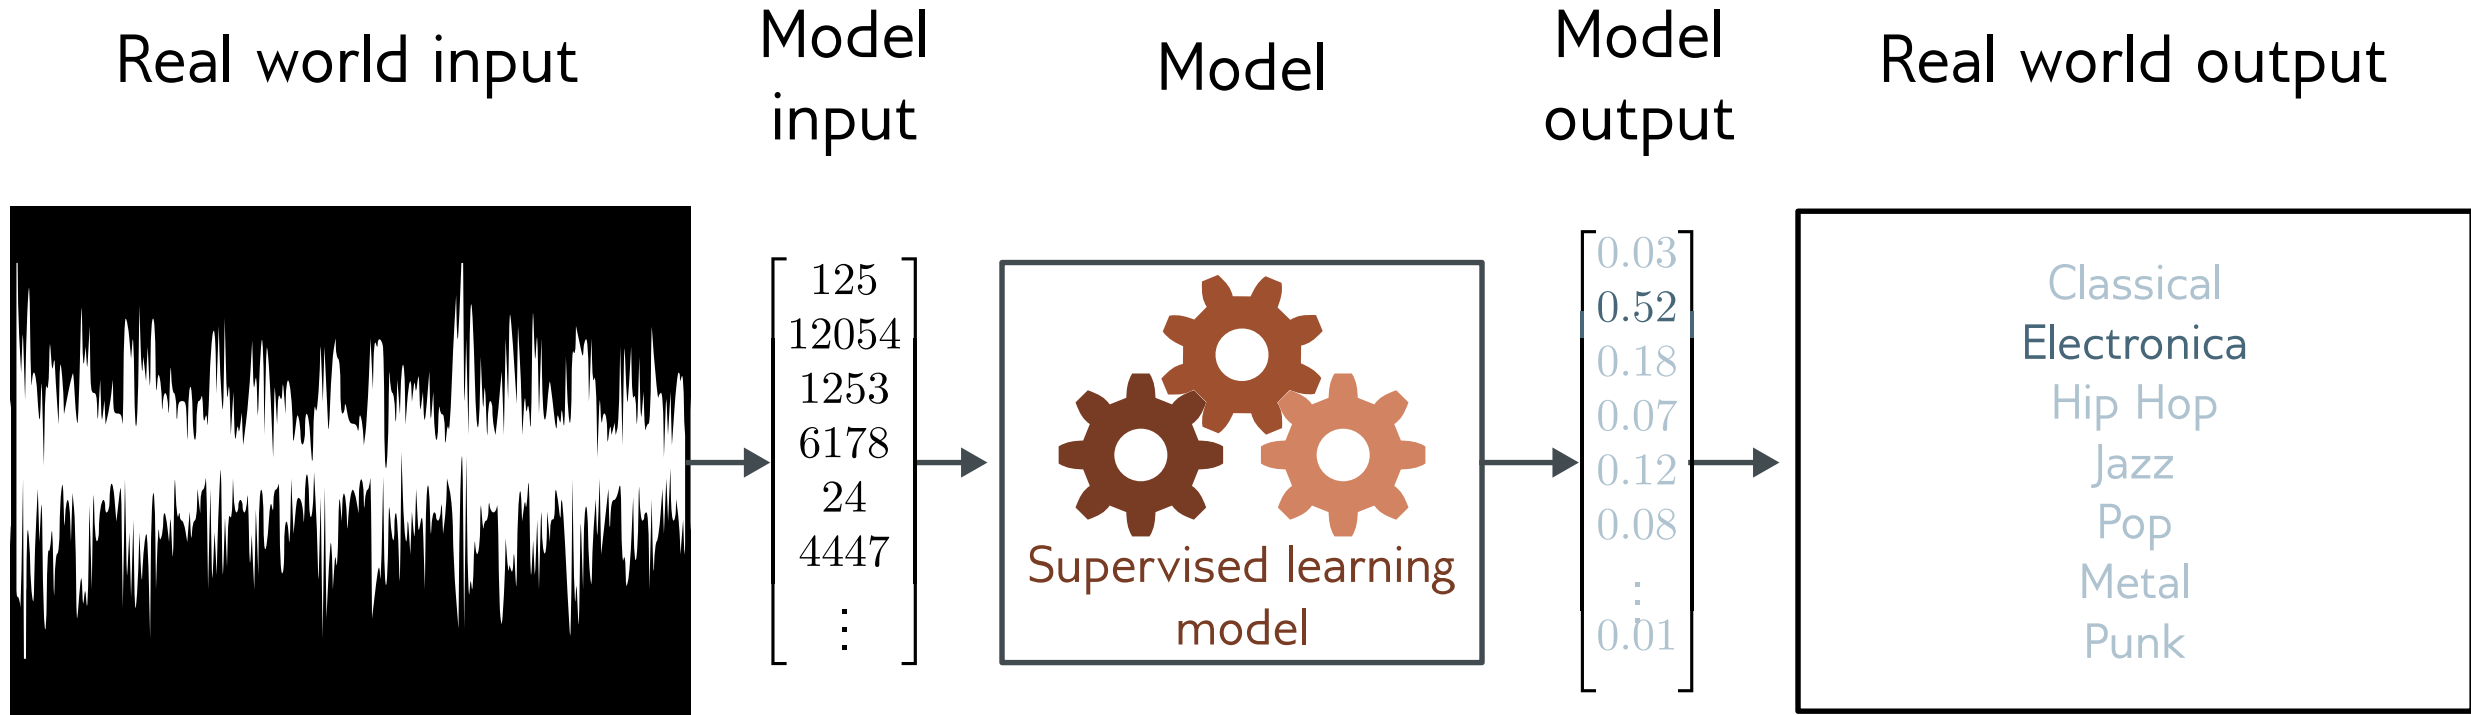 Real world input
Model
input
Model
Model
output
Real world output
125
12054
1253
6178
24
4447
⋮
Supervised learning
model
0.03
0.52
0.18
0.07
0.12
0.08
⋮
0.01
Classical
Electronica
Hip Hop
Jazz
Pop
Metal
Punk